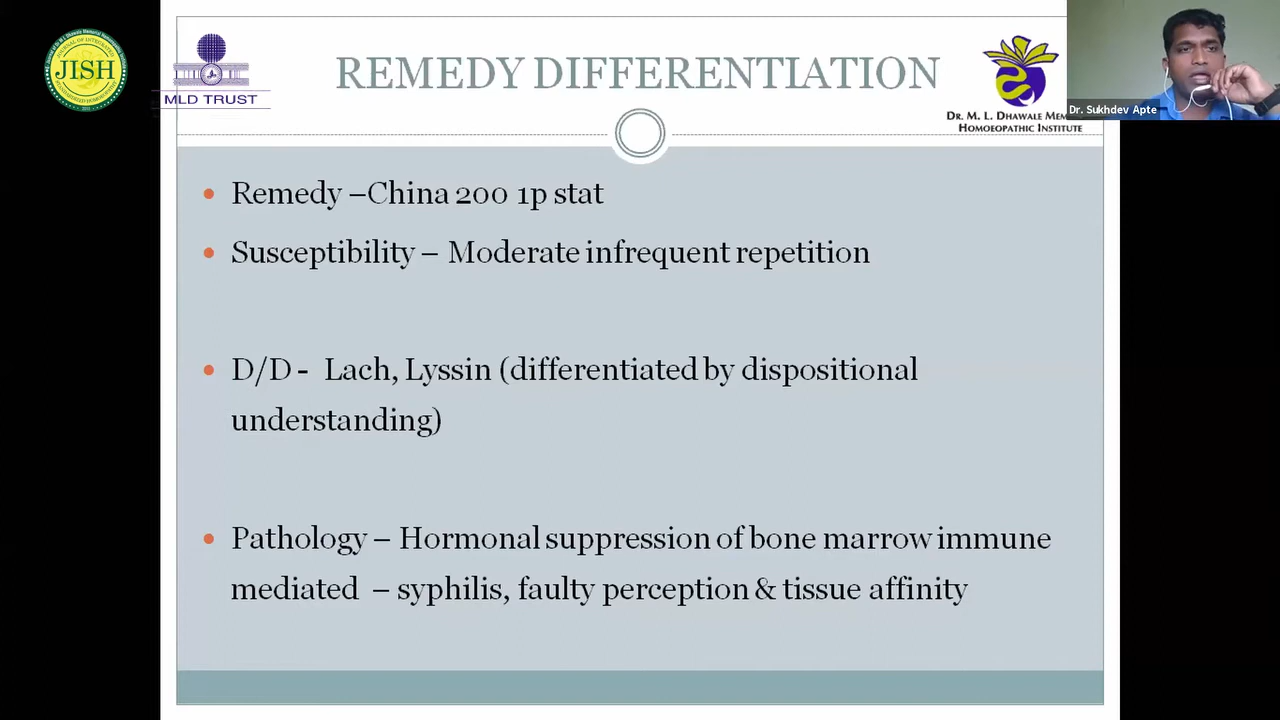 JISH
MLD TRUST
REMEDY DIFFERENTIATION
Dr. M. L. Dhawale
Homoeopathic Institute
Dr. Sukhdev Apte
• Remedy –China 200 1p stat
• Susceptibility – Moderate infrequent repetition
• D/D - Lach, Lyssin (differentiated by dispositional
understanding)
• Pathology – Hormonal suppression of bone marrow immune
mediated – syphilis, faulty perception & tissue affinity